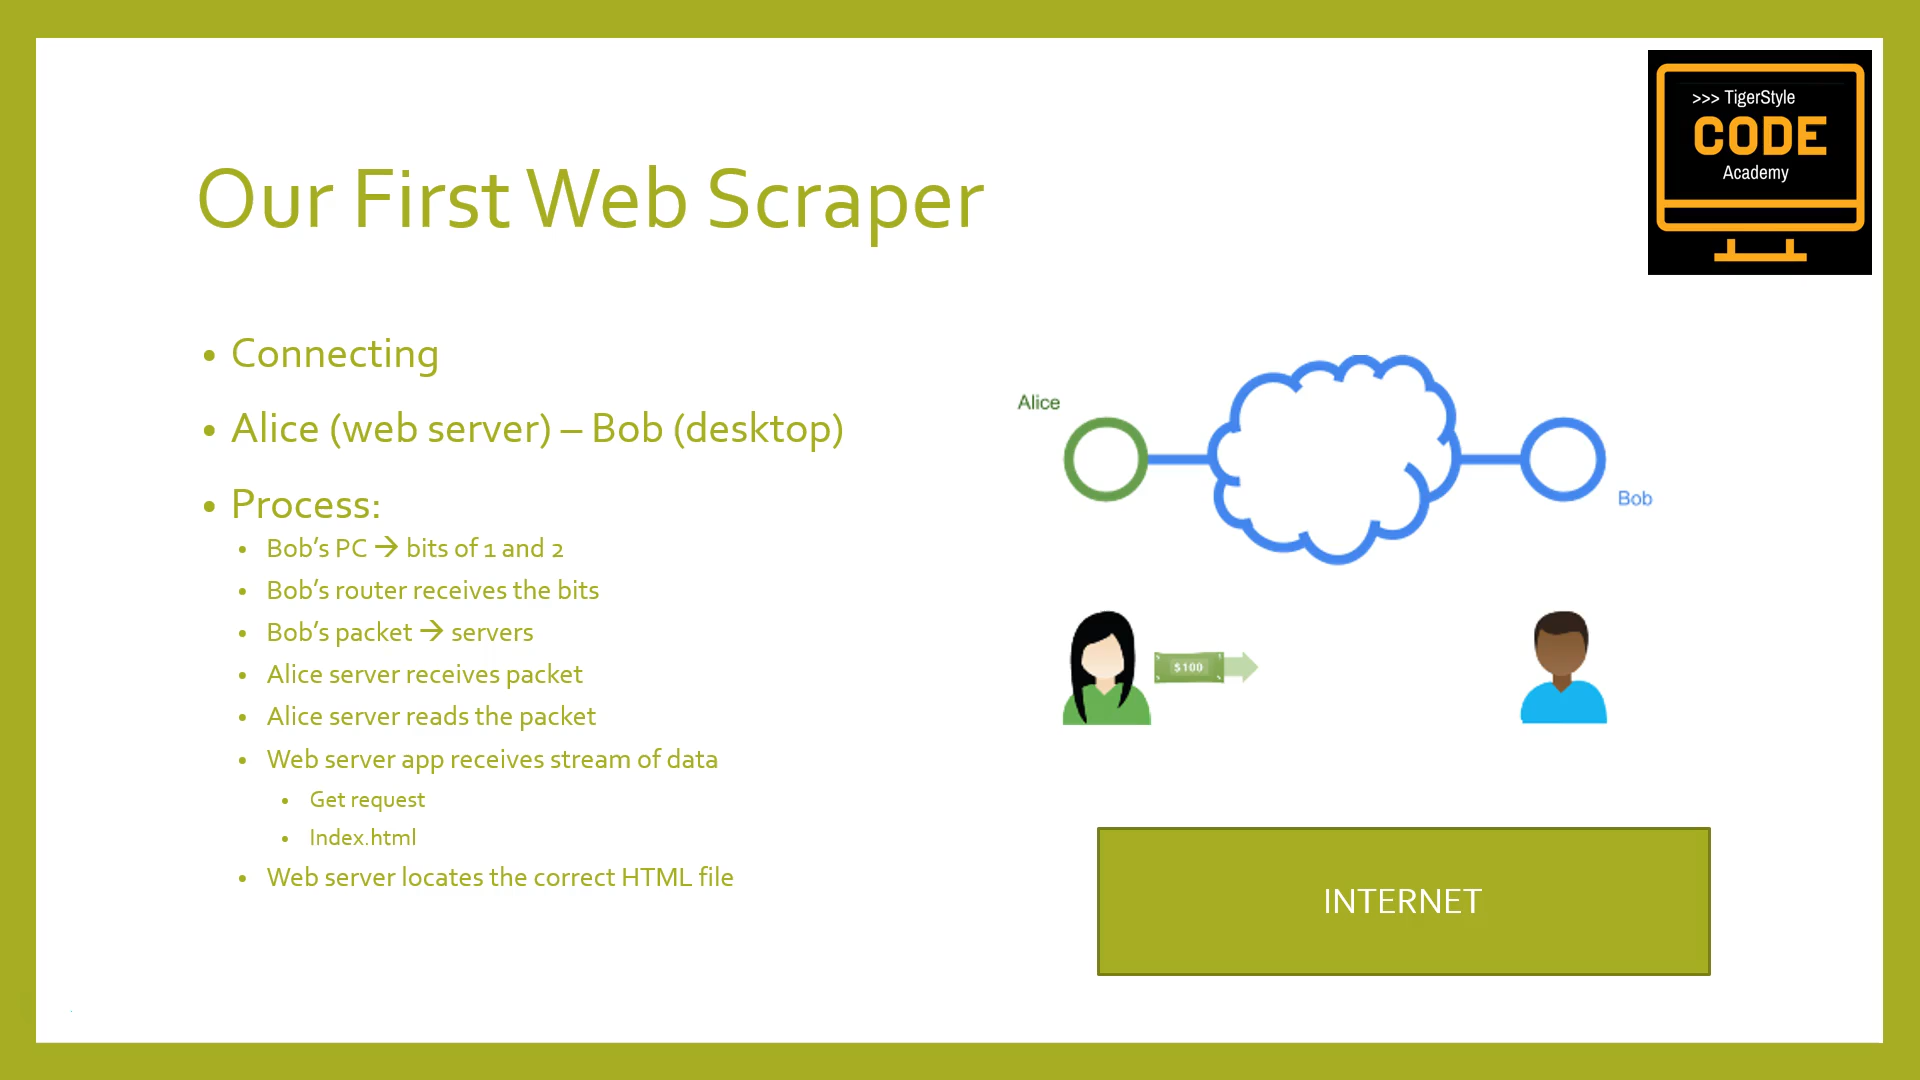 >>> TigerStyle
CODE
Academy
Our First Web Scraper
• Connecting
• Alice (web server) – Bob (desktop)
• Process:
• Bob's PC → bits of 1 and 2
• Bob's router receives the bits
• Bob's packet → servers
• Alice server receives packet
• Alice server reads the packet
• Web server app receives stream of data
• Get request
• Index.html
• Web server locates the correct HTML file
Alice
Bob
$100
INTERNET